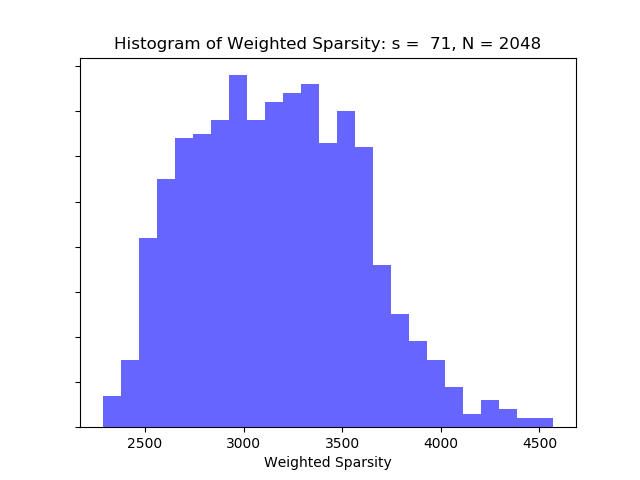 Histogram of Weighted Sparsity: s =  71, N = 2048
2500 3000 3500 4000 4500
Weighted Sparsity